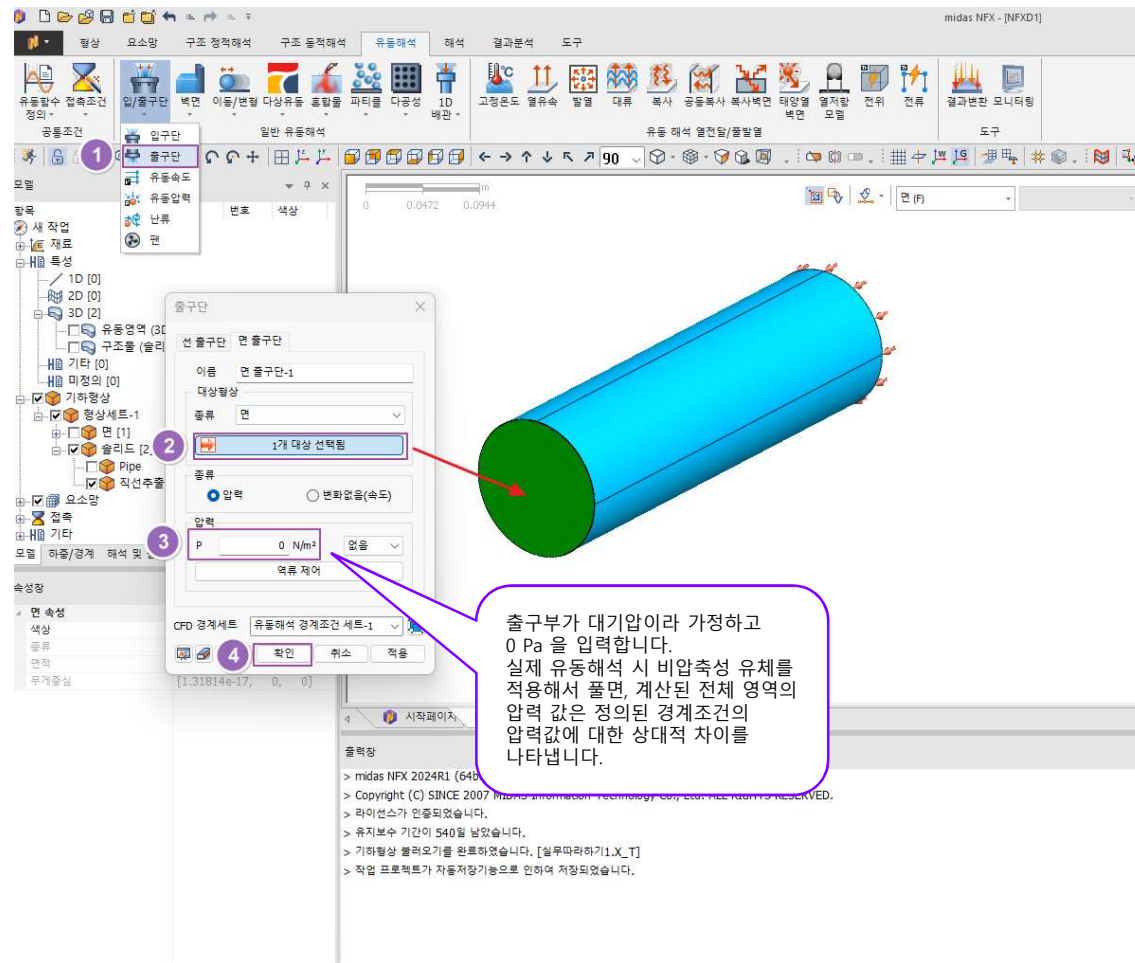 midas NFX - [NFXD1]
형상 요소망 구조 정적해석 구조 동적해석 유동해석 해석 결과분석 도구
유동함수 접촉조건 입/출구단 벽면 이동/변형 다상유동 혼합물 파티클 다공성 1D 고정온도 열유속 발열 대류 복사 공동복사 복사벽면 태양열 열저항 전위 전류 결과변환 모니터링
정의 배관 벽면 모델
공통조건 일반 유동해석 유동 해석 열전달/줄발열 도구
입구단
1 출구단
유동속도
유동압력
난류
팬
90
모델
항목 번호 색상
새 작업
재료
특성
1D [0]
2D [0]
3D [2]
유동영역 (3D
구조물 (솔리
기타 [0]
미정의 [0]
기하형상
형상세트-1
면 [1]
솔리드 [2]
Pipe
직선추출
요소망
접촉
기타
모델 하중/경계 해석 및
속성창
면 속성
색상
종류
면적
무게중심 [1.31814e-17, 0, 0]
0 0.0472 0.0944 m
면 (F)
출구단
선 출구단 면 출구단
이름 면 출구단-1
대상형상
종류 면
2 1개 대상 선택됨
종류
압력 변화없음(속도)
압력
3 P 0 N/m² 없음
역류 제어
CFD 경계세트 유동해석 경계조건 세트-1
4 확인 취소 적용
출구부가 대기압이라 가정하고
0 Pa 을 입력합니다.
실제 유동해석 시 비압축성 유체를
적용해서 풀면, 계산된 전체 영역의
압력 값은 정의된 경계조건의
압력값에 대한 상대적 차이를
나타냅니다.
시작페이지
출력창
> midas NFX 2024R1 (64b
> Copyright (C) SINCE 2007 MIDAS Information Technology Co., Ltd. ALL RIGHTS RESERVED.
> 라이센스가 인증되었습니다.
> 유지보수 기간이 540일 남았습니다.
> 기하형상 불러오기를 완료하였습니다. [실무따라하기1.X_T]
> 작업 프로젝트가 자동저장기능으로 인하여 저장되었습니다.